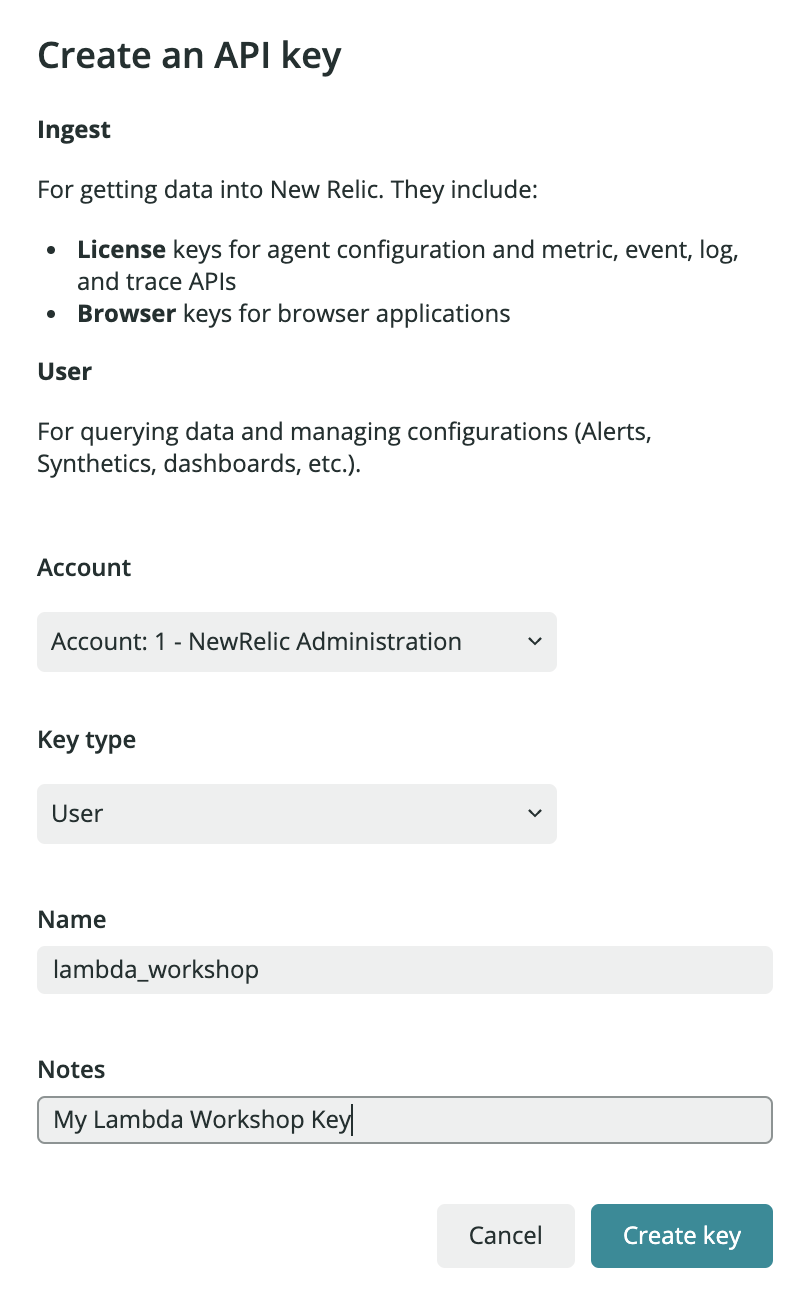 Create an API key
Ingest
For getting data into New Relic. They include:
• License keys for agent configuration and metric, event, log,
and trace APIs
• Browser keys for browser applications
User
For querying data and managing configurations (Alerts,
Synthetics, dashboards, etc.).
Account
Account: 1 - NewRelic Administration
Key type
User
Name
lambda_workshop
Notes
My Lambda Workshop Key
Cancel
Create key